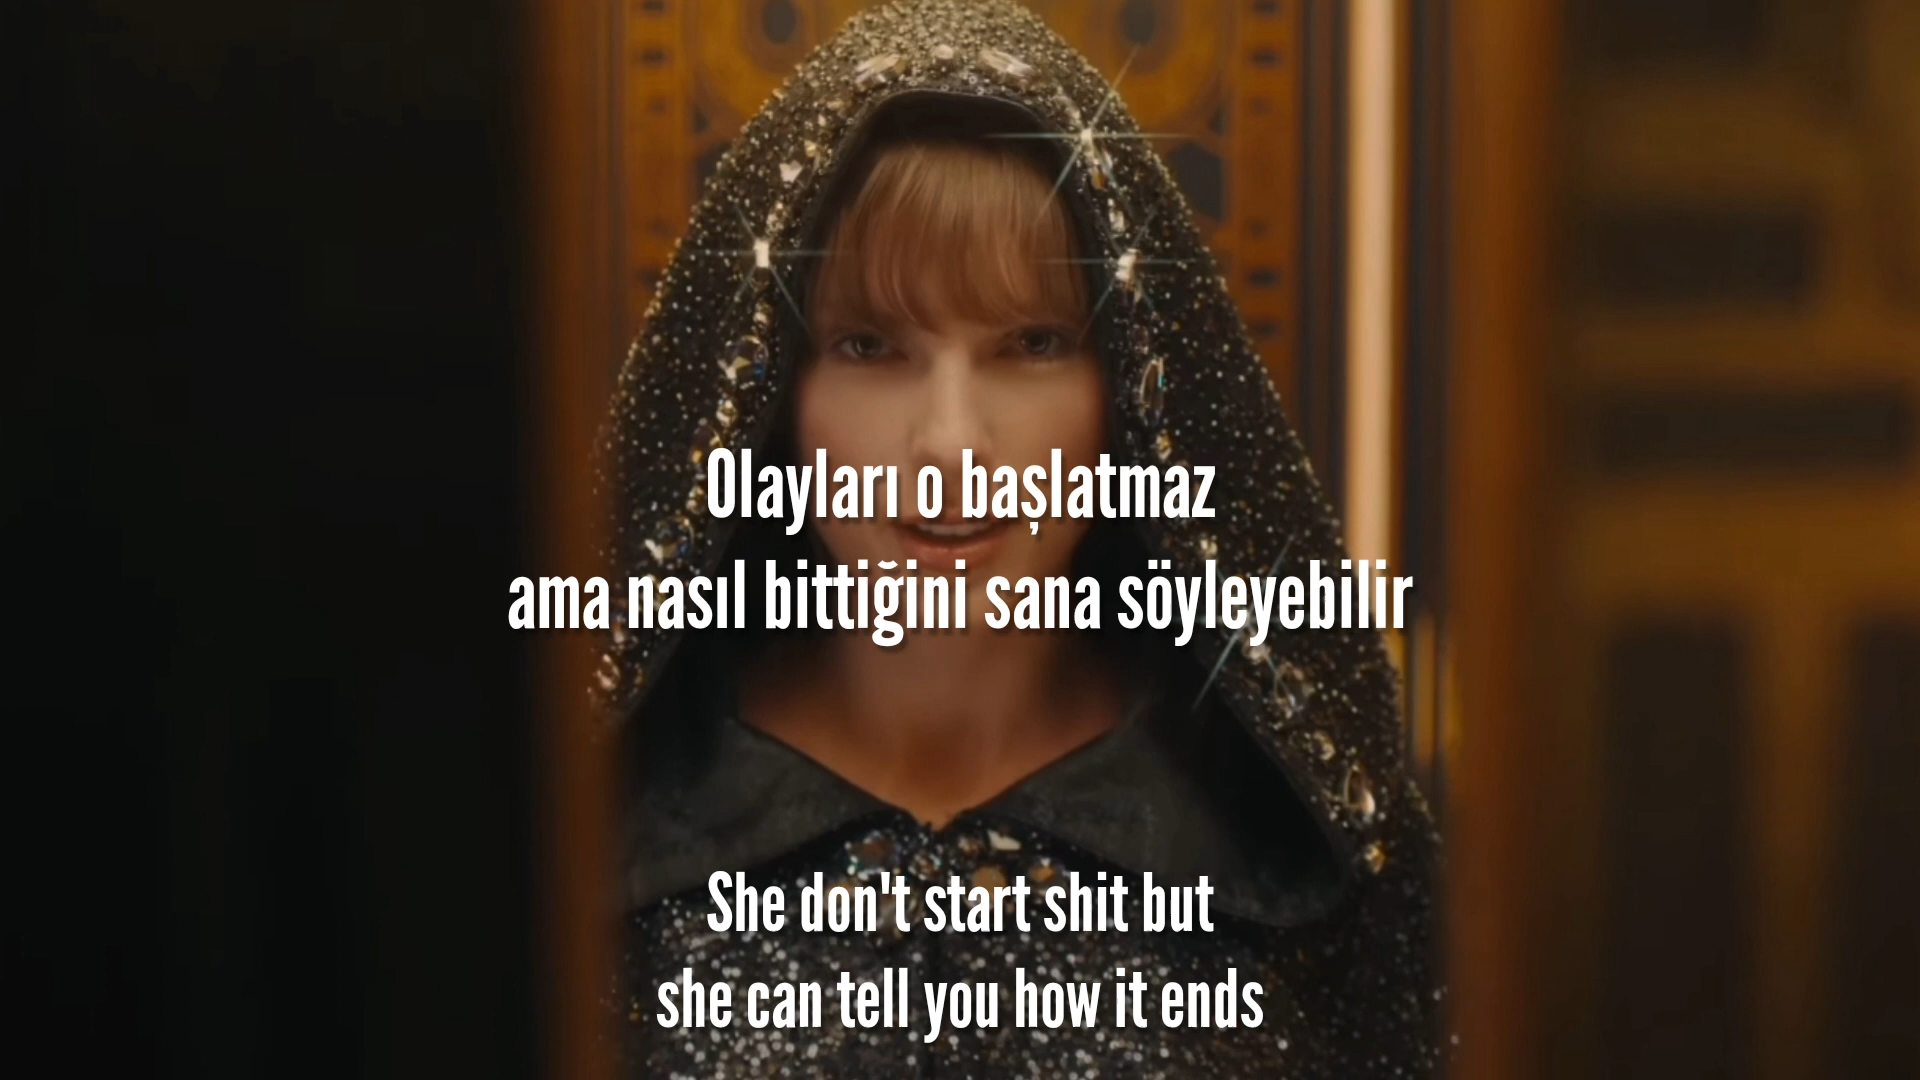 Olayları o başlatmaz
ama nasıl bittiğini sana söyleyebilir
She don't start shit but
she can tell you how it ends